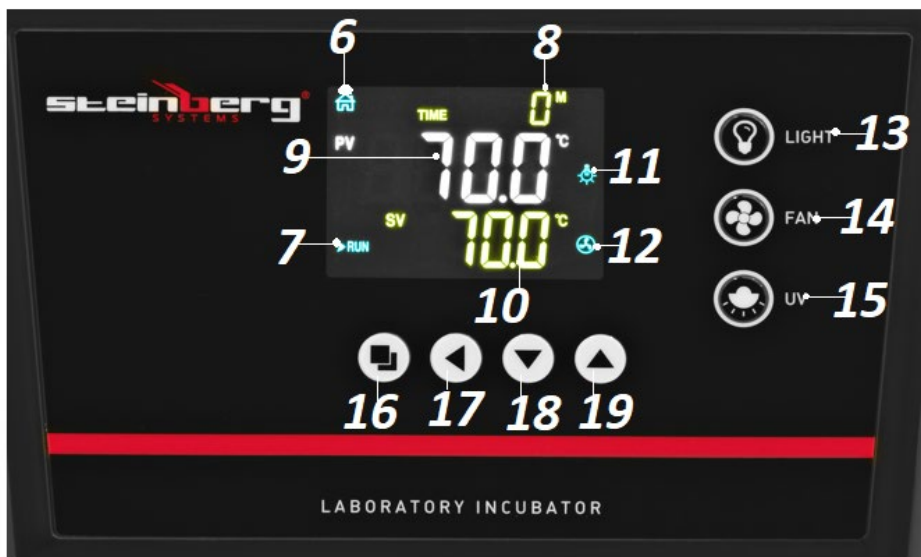 6
8
steinberg®
SYSTEMS
TIME 0 M
PV 70.0 °C
9
11
13
LIGHT
7
RUN
SV 70.0 °C
12
14
FAN
10
15
UV
16
17
18
19
LABORATORY INCUBATOR